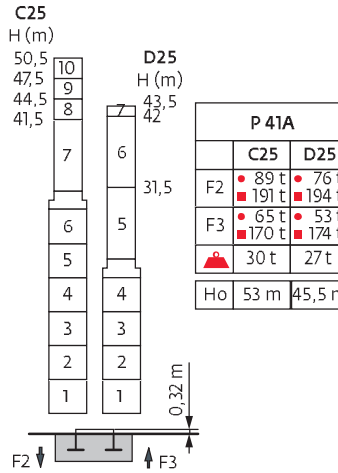 C25
H (m)
50,5
47,5
44,5
41,5
10
9
8
7
6
5
4
3
2
1
D25
H (m)
43,5
42
31,5
7
6
5
4
3
2
1
P 41A
C25 D25
F2 ● 89 t ● 76 t
■ 191 t ■ 194 t
F3 ● 65 t ● 53 t
■ 170 t ■ 174 t
30 t 27 t
Ho 53 m 45,5 m
0,32 m
F2 F3